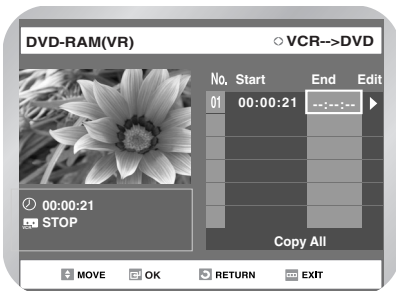 DVD-RAM(VR) VCR-->DVD
No. Start End Edit
01 00:00:21 --:--:--
00:00:21
STOP
Copy All
MOVE OK RETURN EXIT